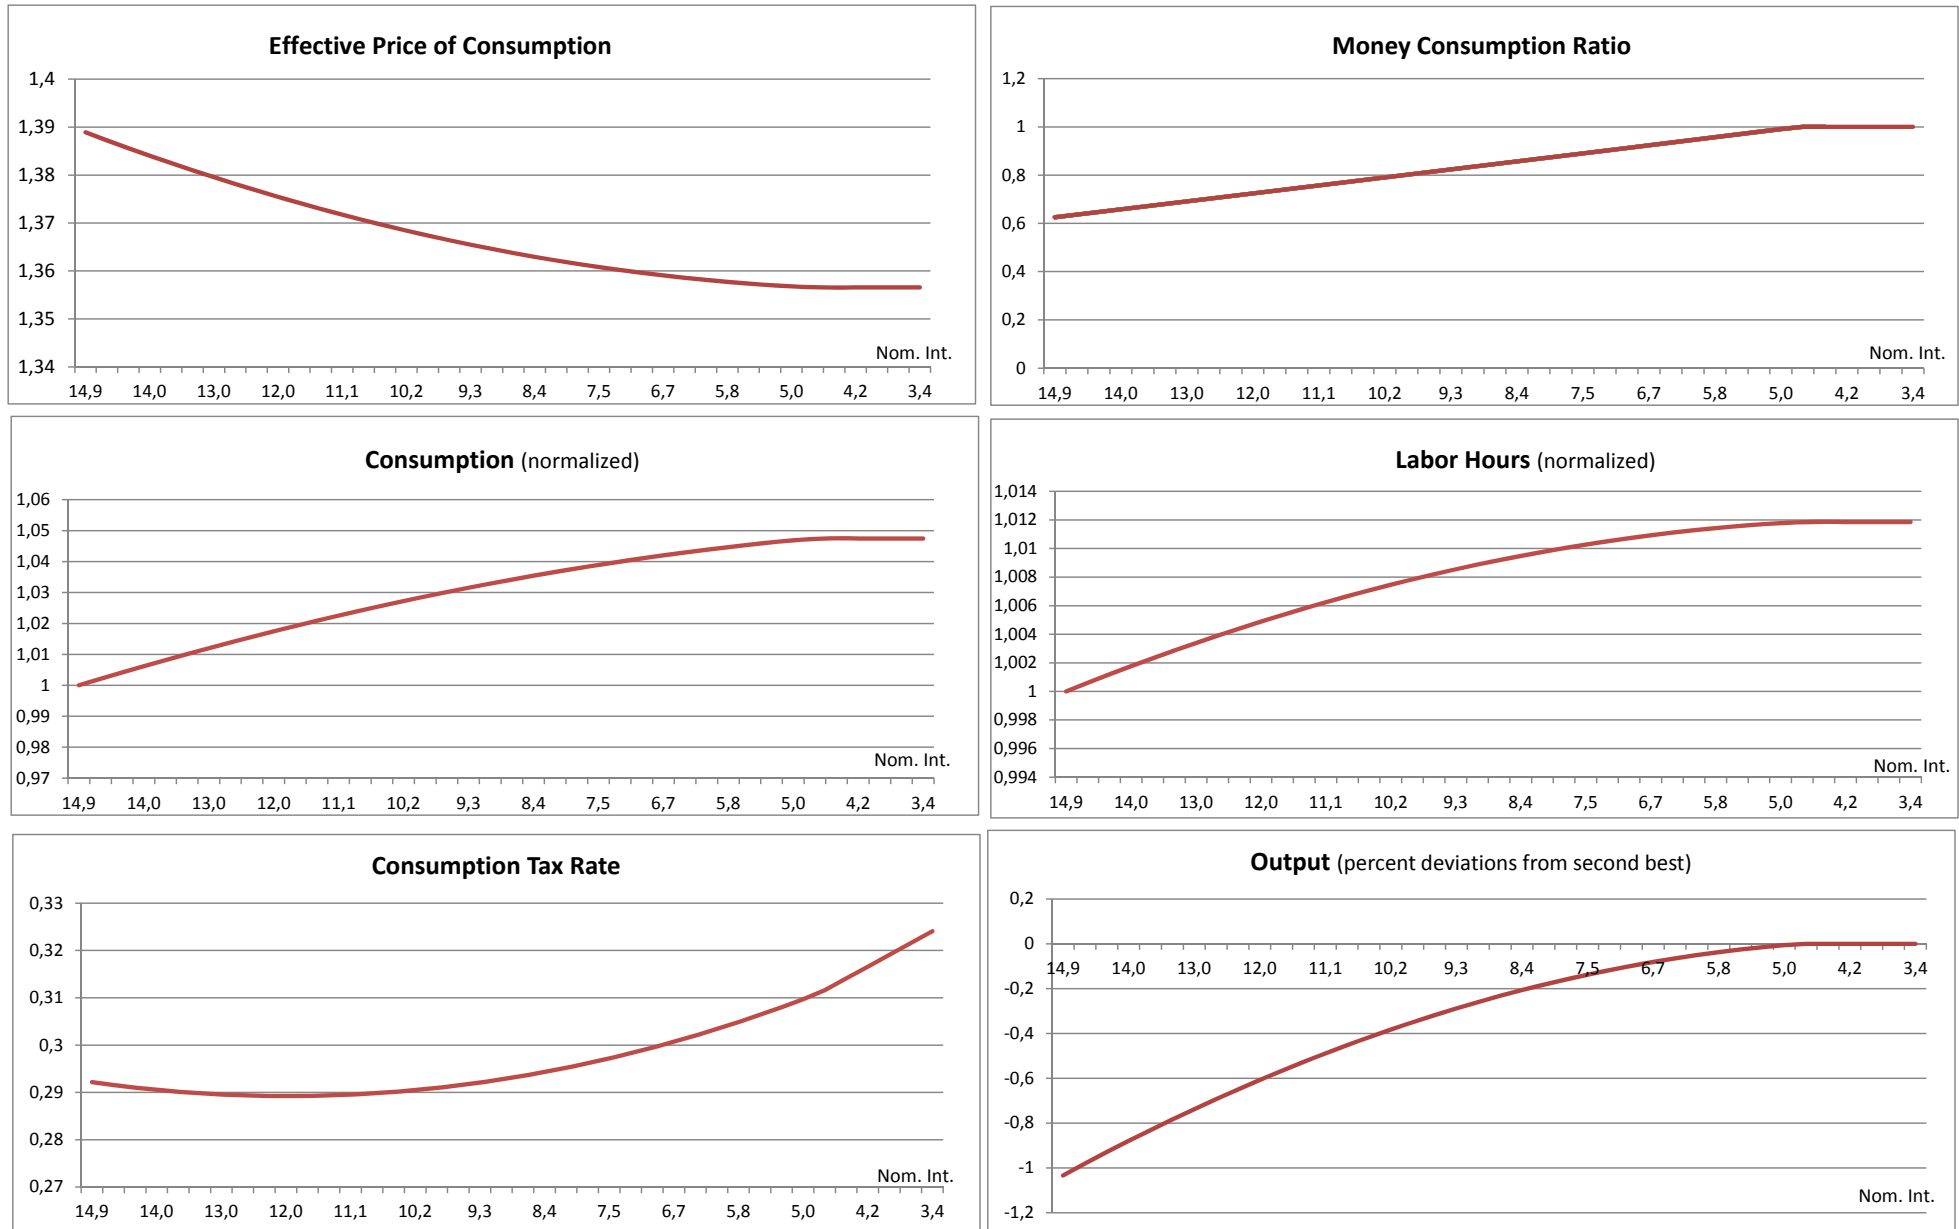 Effective Price of Consumption
1,4
1,39
1,38
1,37
1,36
1,35
1,34
Nom. Int.
14,9 14,0 13,0 12,0 11,1 10,2 9,3 8,4 7,5 6,7 5,8 5,0 4,2 3,4
Money Consumption Ratio
1,2
1
0,8
0,6
0,4
0,2
0
Nom. Int.
14,9 14,0 13,0 12,0 11,1 10,2 9,3 8,4 7,5 6,7 5,8 5,0 4,2 3,4
Consumption (normalized)
1,06
1,05
1,04
1,03
1,02
1,01
1
0,99
0,98
0,97
Nom. Int.
14,9 14,0 13,0 12,0 11,1 10,2 9,3 8,4 7,5 6,7 5,8 5,0 4,2 3,4
Labor Hours (normalized)
1,014
1,012
1,01
1,008
1,006
1,004
1,002
1
0,998
0,996
0,994
Nom. Int.
14,9 14,0 13,0 12,0 11,1 10,2 9,3 8,4 7,5 6,7 5,8 5,0 4,2 3,4
Consumption Tax Rate
0,33
0,32
0,31
0,3
0,29
0,28
0,27
Nom. Int.
14,9 14,0 13,0 12,0 11,1 10,2 9,3 8,4 7,5 6,7 5,8 5,0 4,2 3,4
Output (percent deviations from second best)
0,2
0
14,9 14,0 13,0 12,0 11,1 10,2 9,3 8,4 7,5 6,7 5,8 5,0 4,2 3,4
-0,2
-0,4
-0,6
-0,8
-1
Nom. Int.
-1,2